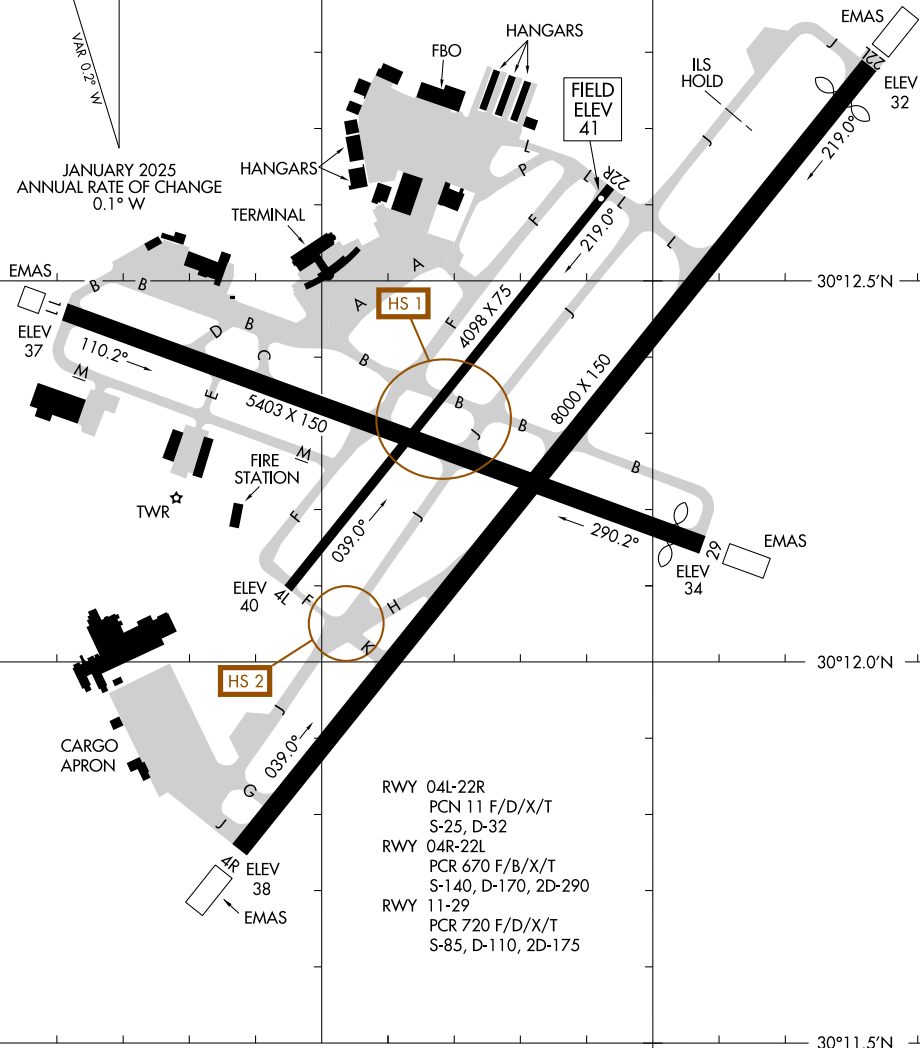 EMAS
J
22L
HANGARS
FBO
VAR 0.2° W
ILS
HOLD
ELEV
32
FIELD
ELEV
41
J
219.0°
L
P
L
22R
HANGARS
JANUARY 2025
ANNUAL RATE OF CHANGE
0.1° W
L
TERMINAL
F
219.0°
L
A
EMAS
30°12.5'N
B
B
A
HS 1
11
ELEV
37
D
B
F
4098 X 75
J
110.2°
C
B
M
E
8000 X 150
5403 X 150
B
B
J
B
M
FIRE
STATION
TWR
F
J
039.0°
290.2°
29
EMAS
ELEV
34
ELEV
40
4L
F
H
K
30°12.0'N
HS 2
J
CARGO
APRON
039.0°
G
J
4R
ELEV
38
EMAS
RWY 04L-22R
PCN 11 F/D/X/T
S-25, D-32
RWY 04R-22L
PCR 670 F/B/X/T
S-140, D-170, 2D-290
RWY 11-29
PCR 720 F/D/X/T
S-85, D-110, 2D-175
30°11.5'N